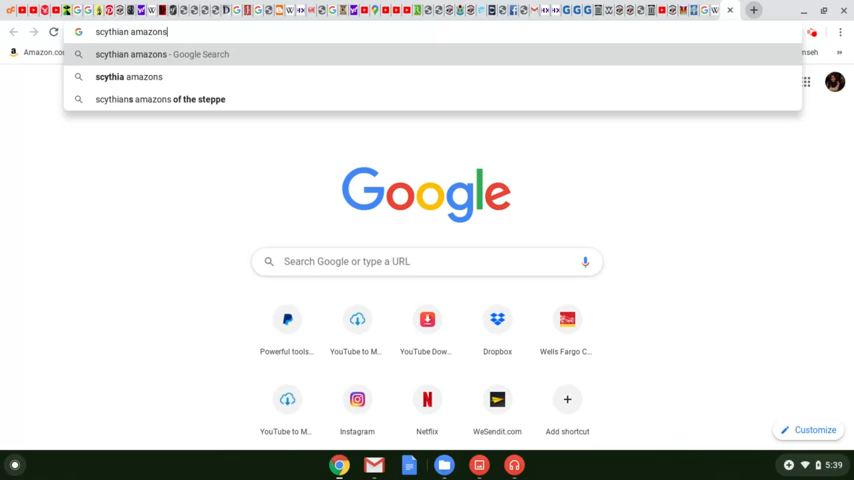 scythian amazons
Amazon.co
nseh
scythian amazons - Google Search
scythia amazons
scythians amazons of the steppe
Google
Search Google or type a URL
Powerful tools...
YouTube to M...
YouTube Dow...
Dropbox
Wells Fargo C...
YouTube to M...
Instagram
Netflix
WeSendit.com
Add shortcut
Customize
5:39